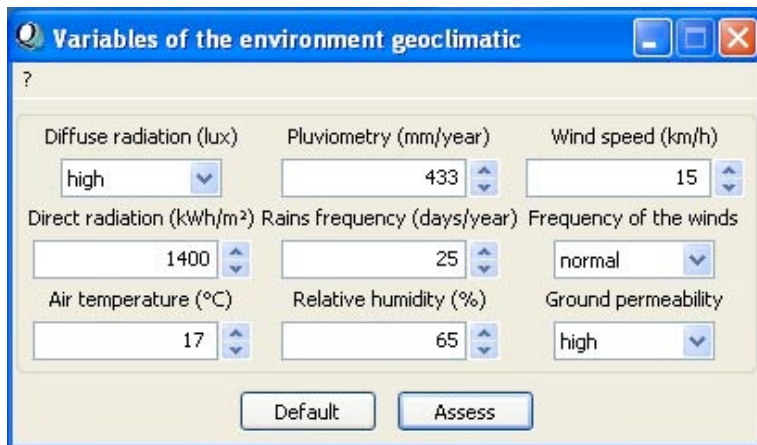 Variables of the environment geoclimatic
?
Diffuse radiation (lux) Pluviometry (mm/year) Wind speed (km/h)
high 433 15
Direct radiation (kWh/m²) Rains frequency (days/year) Frequency of the winds
1400 25 normal
Air temperature (°C) Relative humidity (%) Ground permeability
17 65 high
Default Assess